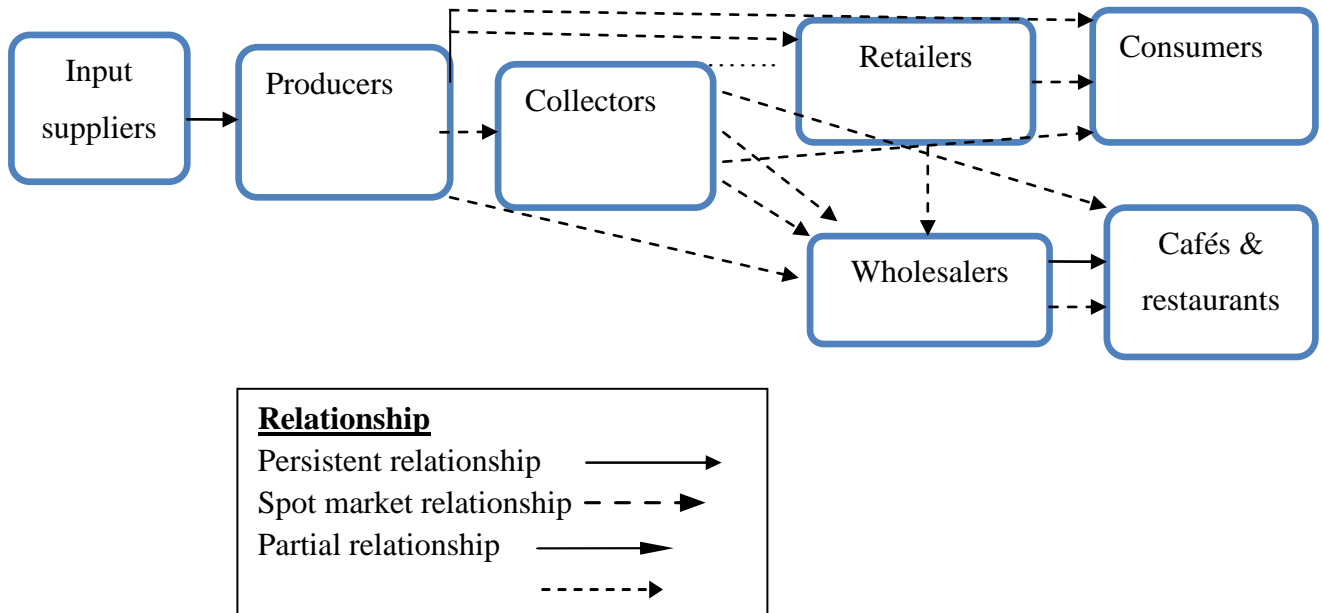 Input
suppliers
Producers
Collectors
Retailers
Consumers
Wholesalers
Cafés &
restaurants
Relationship
Persistent relationship
Spot market relationship
Partial relationship